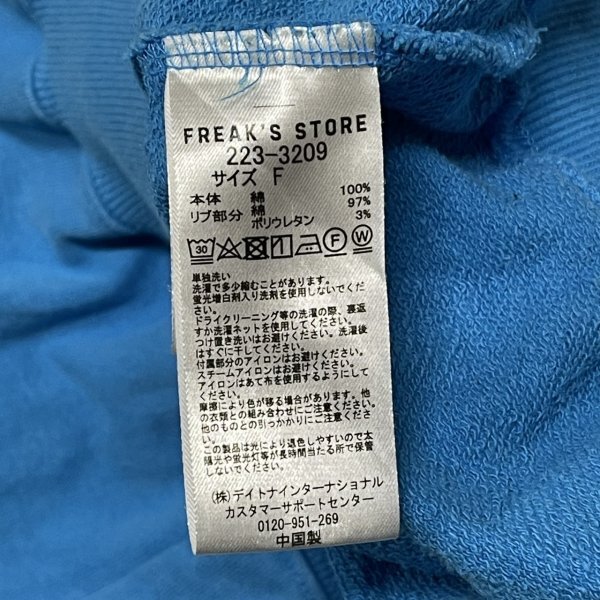 FREAK'S STORE
223-3209
サイズ F
本体 綿 100%
リブ部分 綿 97%
ポリウレタン 3%
30 F W
単独洗い
洗濯で多少縮むことがあります。
蛍光増白剤入り洗剤を使用しないでくだ
さい。
ドライクリーニング等の洗濯の際、裏返
すか洗濯ネットを使用してください。
つけ置き洗いはお避けください。洗濯後
はすぐに干してください。
付属部分のアイロンはお避けください。
スチームアイロンはお避けください。
アイロンはあて布を使用するようにして
ください。
摩擦により色が移る場合があります。他
の衣類との組み合わせにご注意ください。
他のものとの引っかかりにご注意くださ
い。
この製品は光により退色しやすいので太
陽光や蛍光灯等が長時間当たる所で保管
しないでください。
(株)デイトナインターナショナル
カスタマーサポートセンター
0120-951-269
中国製